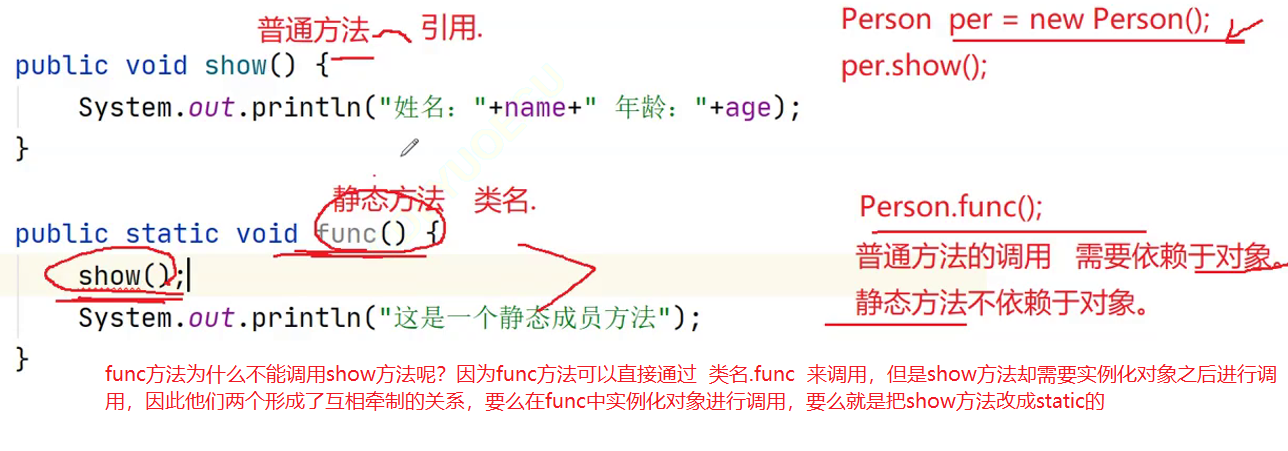 普通方法 引用.
Person per = new Person();
public void show() {
per.show();
System.out.println("姓名："+name+" 年龄："+age);
}
静态方法 类名.
Person.func();
public static void func() {
普通方法的调用 需要依赖于对象。
show();
静态方法不依赖于对象。
System.out.println("这是一个静态成员方法");
}
func方法为什么不能调用show方法呢？因为func方法可以直接通过 类名.func 来调用，但是show方法却需要实例化对象之后进行调
用，因此他们两个形成了互相牵制的关系，要么在func中实例化对象进行调用，要么就是把show方法改成static的